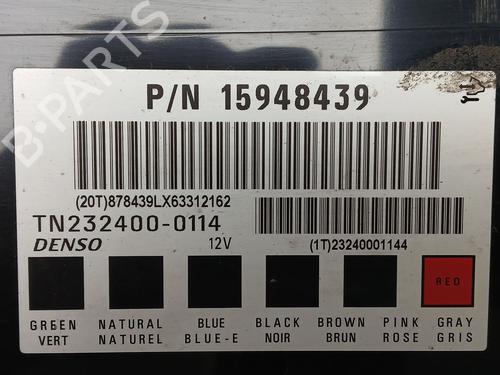 P/N 15948439
(20T)878439LX63312162
TN232400-0114
DENSO 12V
(1T)23240001144
RED
GREEN NATURAL BLUE BLACK BROWN PINK GRAY
VERT NATUREL BLUE-E NOIR BRUN ROSE GRIS
B-PARTS